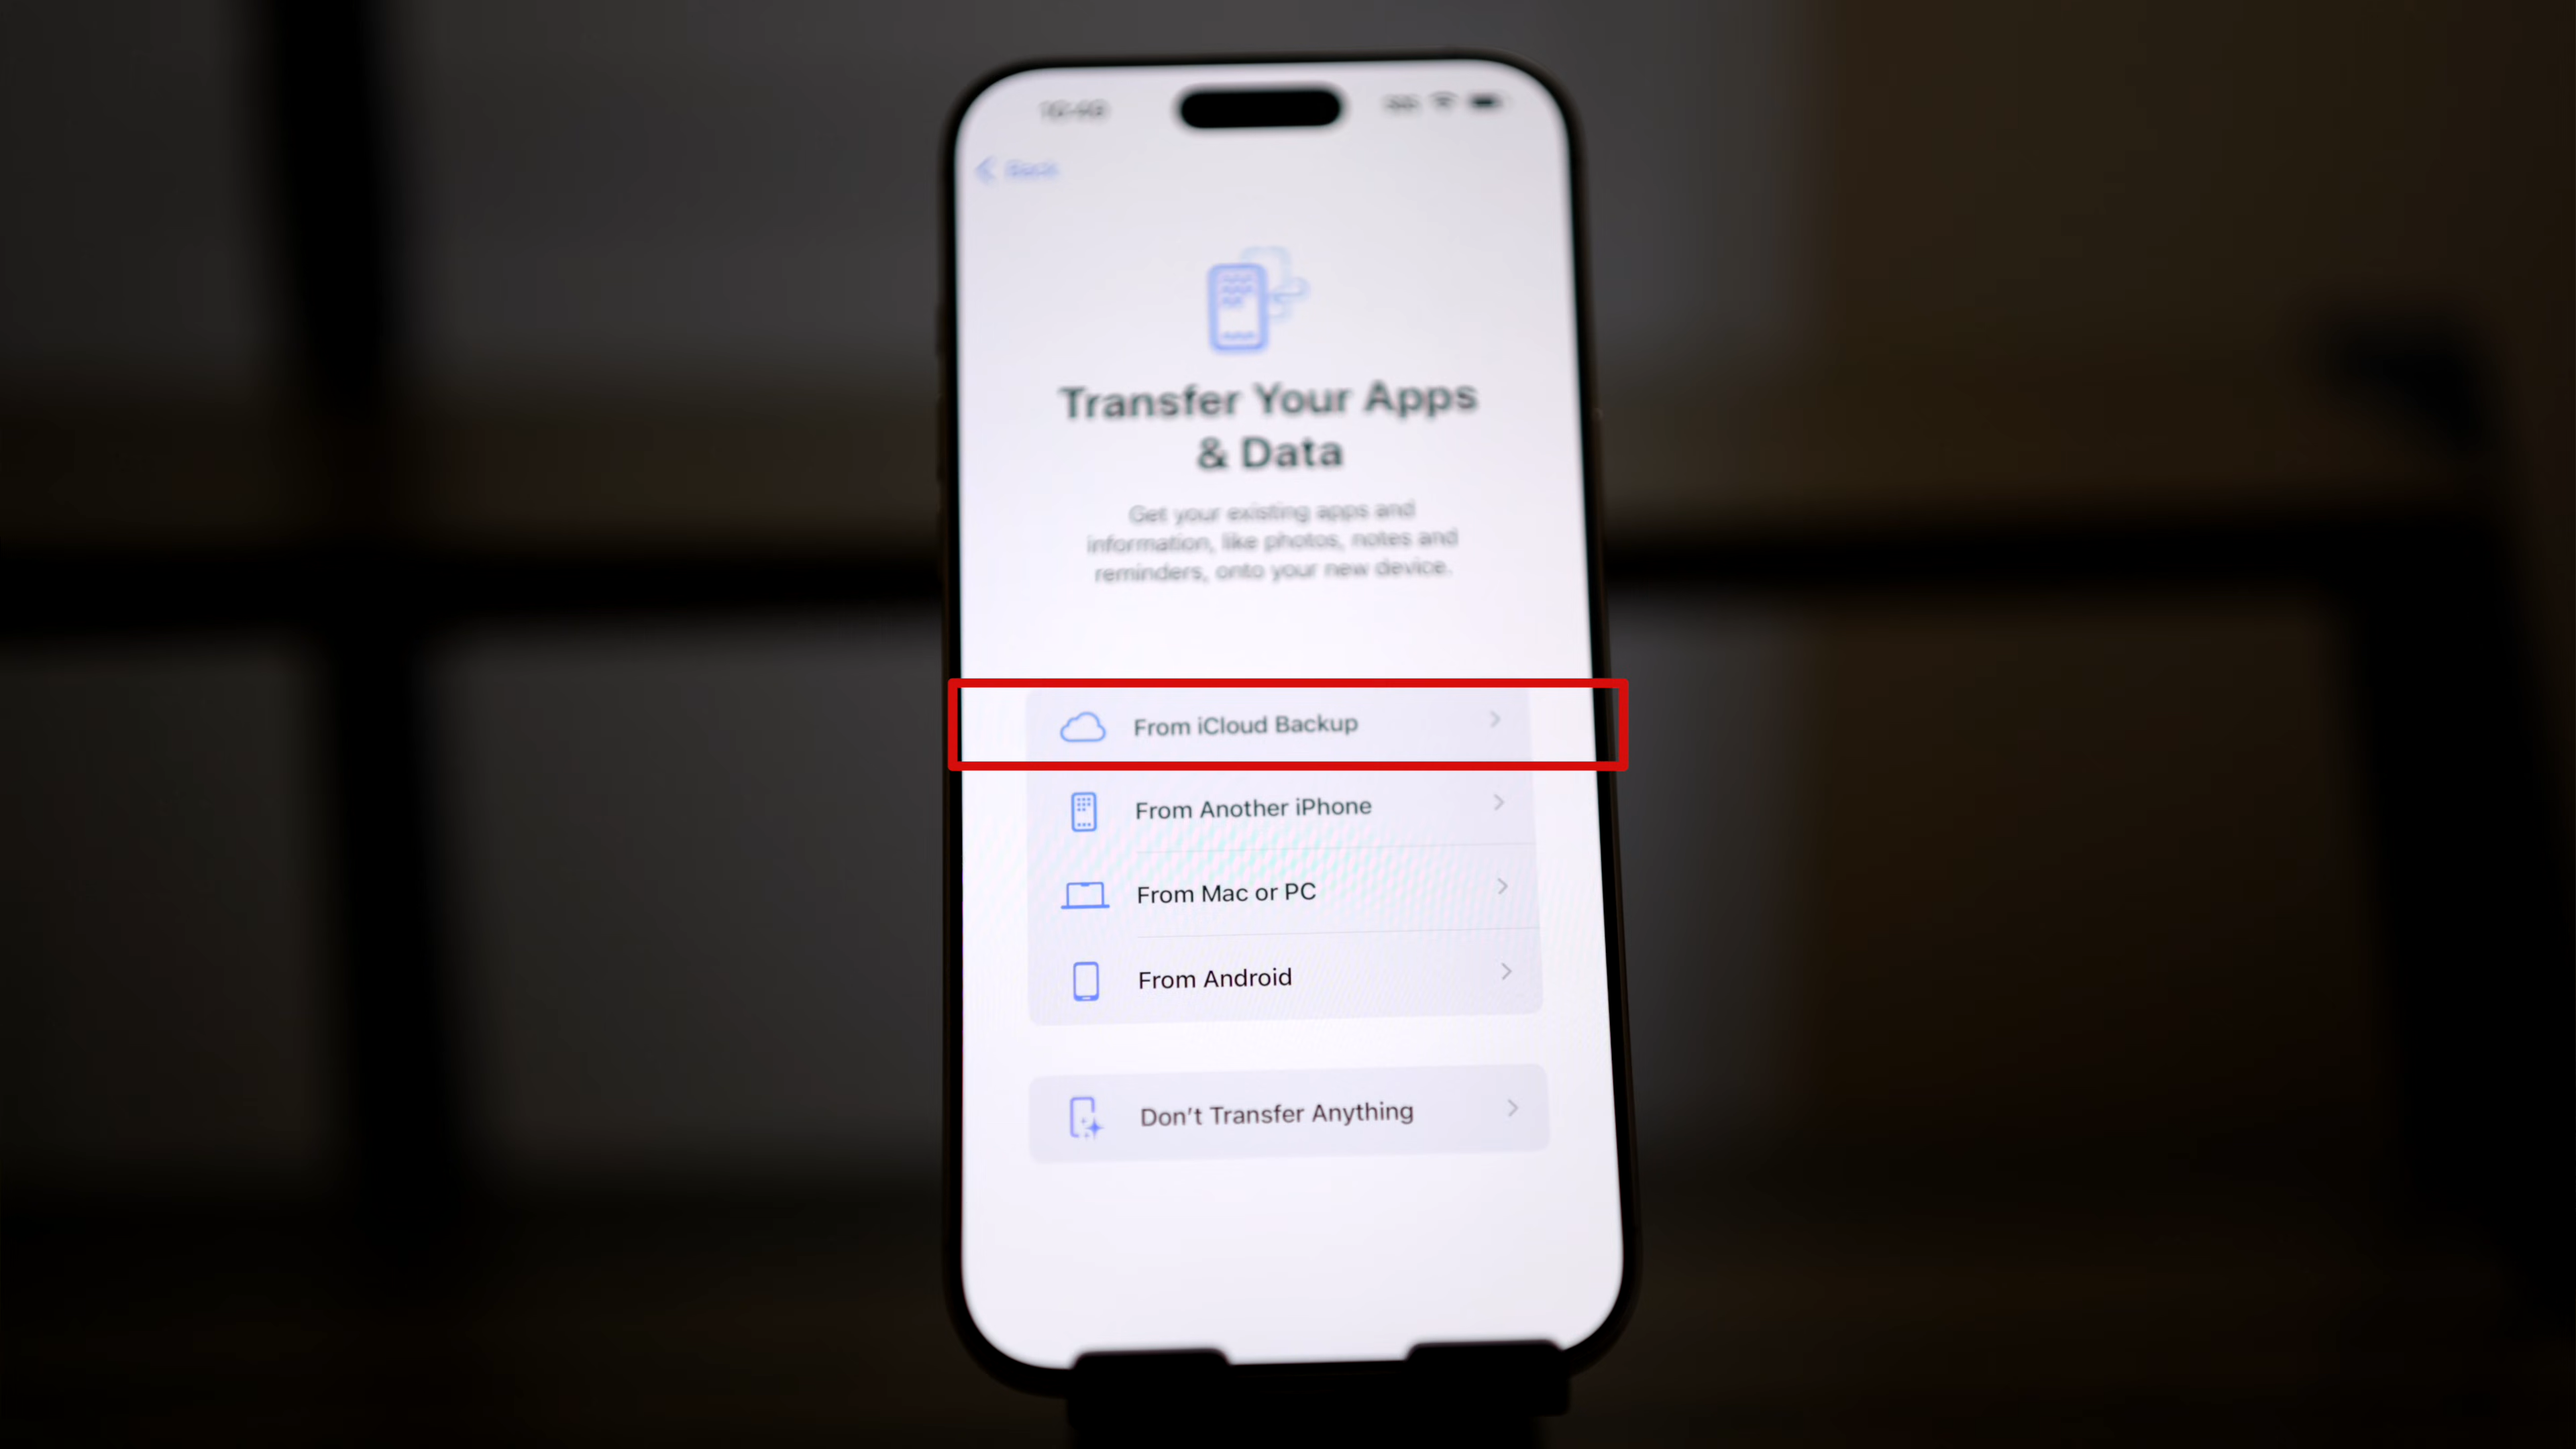 Back
Transfer Your Apps
& Data
Get your existing apps and
information, like photos, notes and
reminders, onto your new device.
From iCloud Backup
From Another iPhone
From Mac or PC
From Android
Don't Transfer Anything